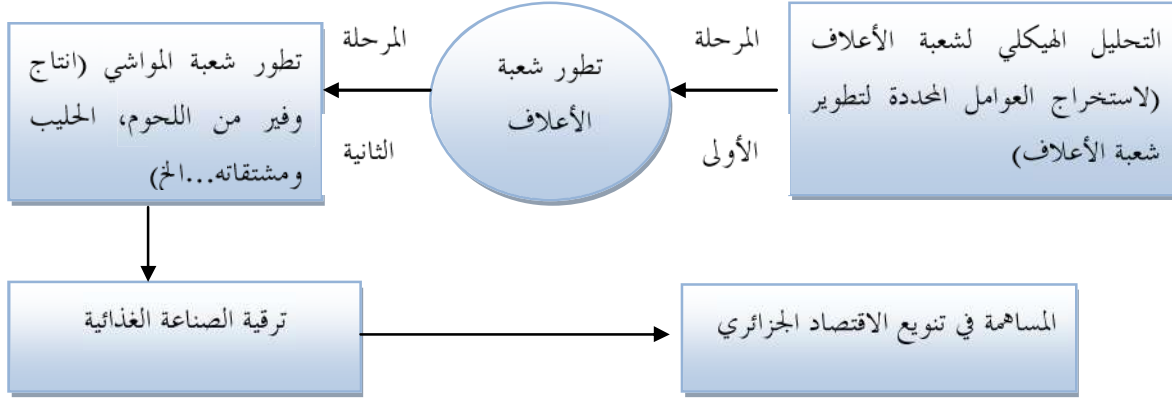 التحليل الهيكلي لشعبة الأعلاف
(لاستخراج العوامل المحددة لتطوير
شعبة الأعلاف)
المرحلة
الأولى
تطور شعبة
الأعلاف
المرحلة
الثانية
تطور شعبة المواشي (انتاج
وفير من اللحوم، الحليب
ومشتقاته...الخ)
ترقية الصناعة الغذائية
المساهمة في تنويع الاقتصاد الجزائري